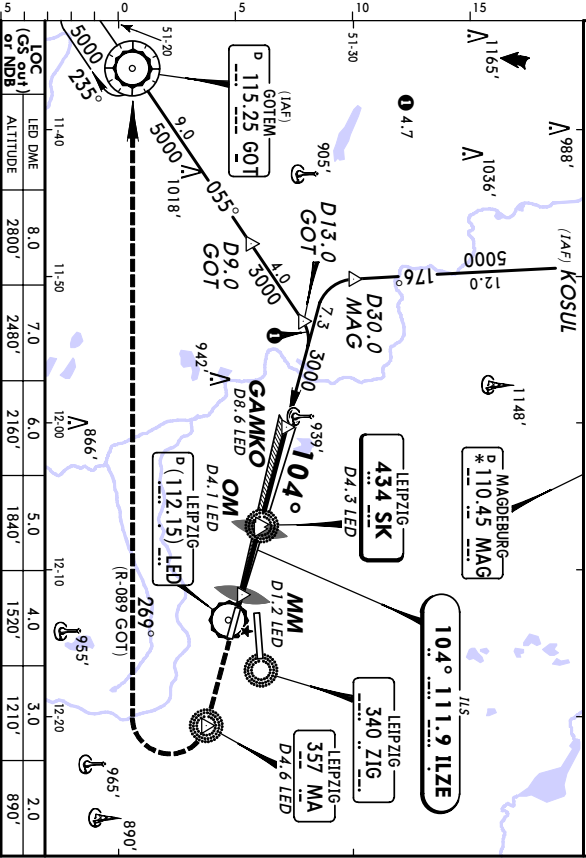 5
0
5
15
51-20
51-30
11-40
11-50
12-00
12-10
12-20
1165'
988'
1036'
1 4.7
905'
1018'
942'
866'
939'
1148'
955'
965'
890'
(IAF)
GOTEM
D 115.25 GOT
5000
235°
9.0
5000
055°
D9.0
GOT
4.0
3000
D13.0
GOT
1
(IAF) KOSUL
5000
12.0
176°
D30.0
MAG
7.3
3000
GAMKO
D8.6 LED
104°
OM
D4.1 LED
LEIPZIG
434 SK
D4.3 LED
MAGDEBURG
D *110.45 MAG
LEIPZIG
D (112.15) LED
MM
D1.2 LED
ILS
104° 111.9 ILZE
LEIPZIG
340 ZIG
LEIPZIG
357 MA
D4.6 LED
269°
(R-089 GOT)
LOC
(GS out)
or NDB
LED DME 8.0 7.0 6.0 5.0 4.0 3.0 2.0
ALTITUDE 2800' 2480' 2160' 1840' 1520' 1210' 890'